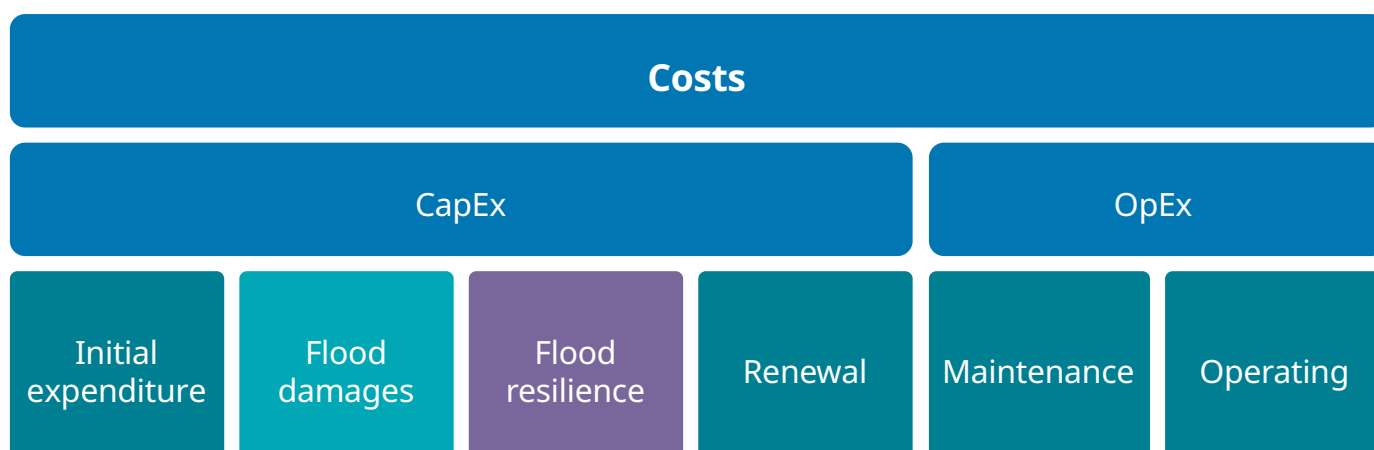 Costs
CapEx
OpEx
Initial
expenditure
Flood
damages
Flood
resilience
Renewal
Maintenance
Operating